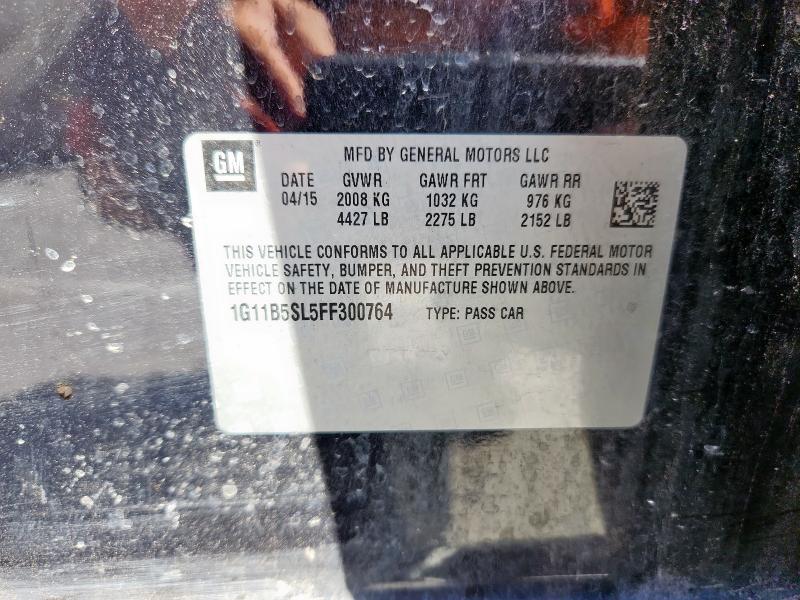 GM
MFD BY GENERAL MOTORS LLC
DATE GVWR GAWR FRT GAWR RR
04/15 2008 KG 1032 KG 976 KG
4427 LB 2275 LB 2152 LB
THIS VEHICLE CONFORMS TO ALL APPLICABLE U.S. FEDERAL MOTOR
VEHICLE SAFETY, BUMPER, AND THEFT PREVENTION STANDARDS IN
EFFECT ON THE DATE OF MANUFACTURE SHOWN ABOVE.
1G11B5SL5FF300764 TYPE: PASS CAR